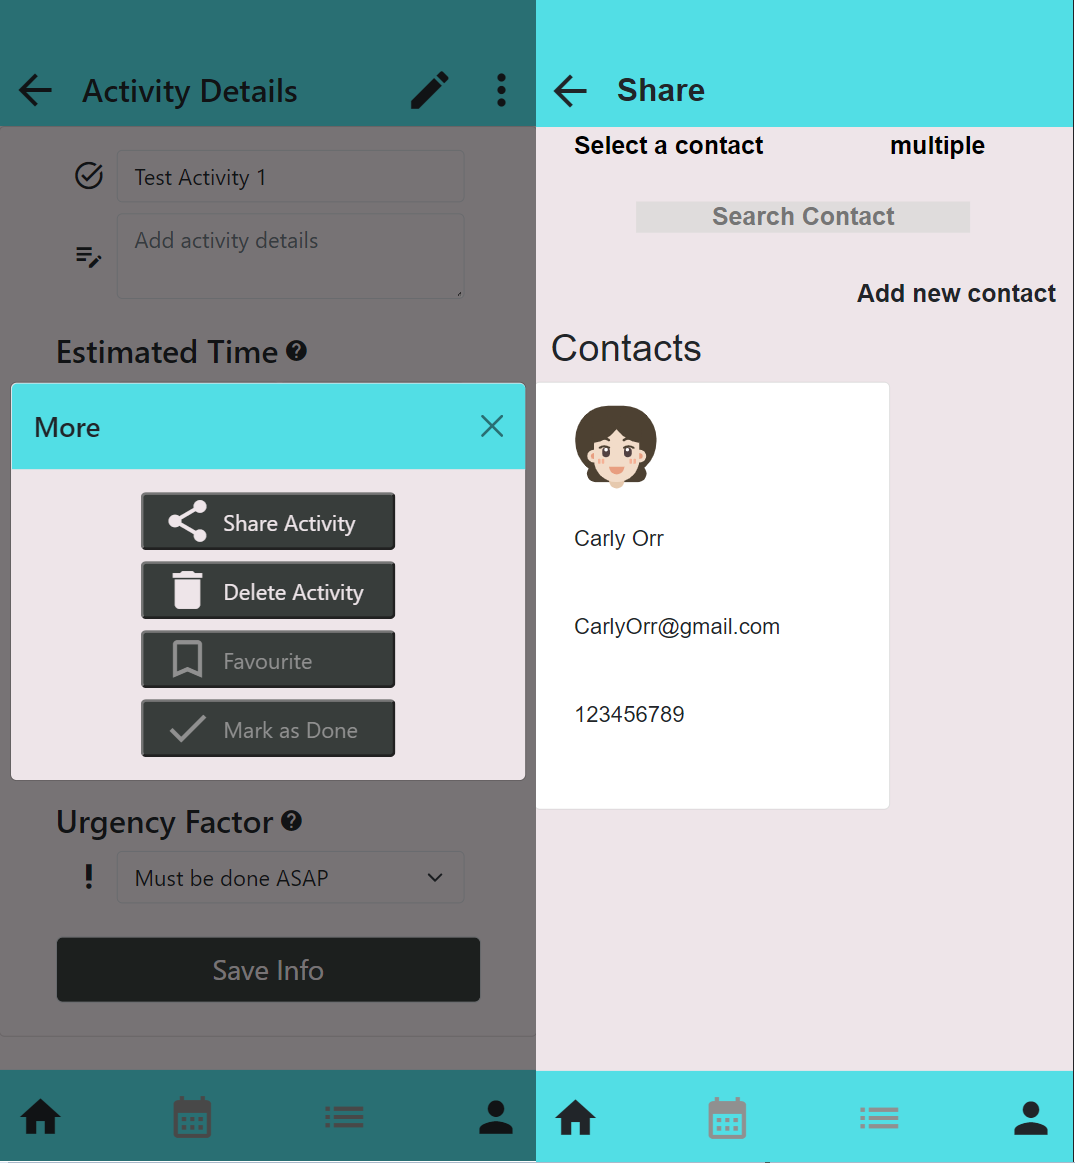 Activity Details
Test Activity 1
Add activity details
Estimated Time
More
Share Activity
Delete Activity
Favourite
Mark as Done
Urgency Factor
Must be done ASAP
Save Info
Share
Select a contact
multiple
Search Contact
Add new contact
Contacts
Carly Orr
CarlyOrr@gmail.com
123456789